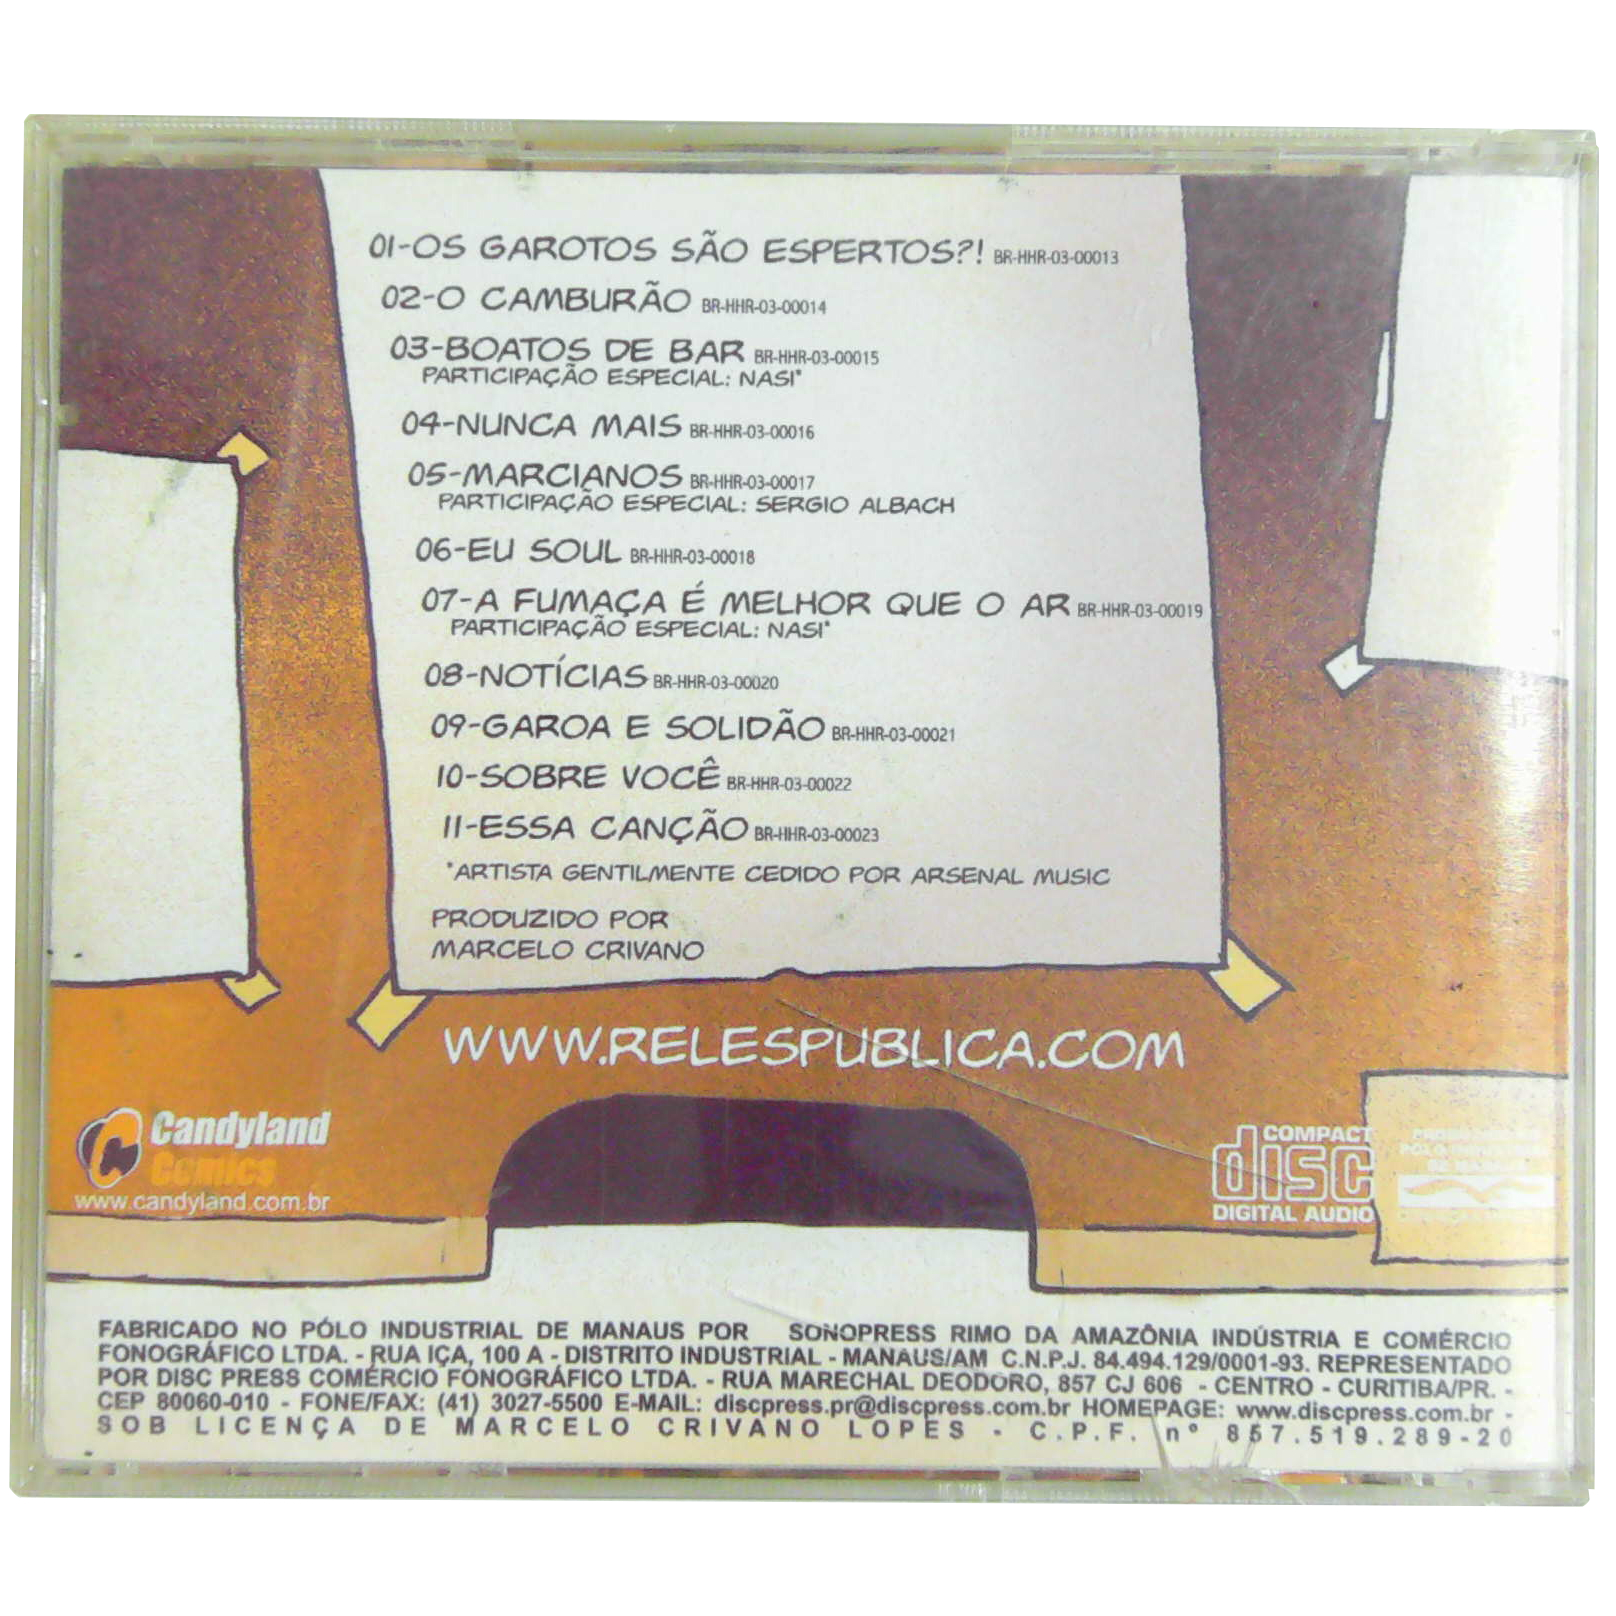 01-OS GAROTOS SÃO ESPERTOS?! BR-HHR-03-00013
02-O CAMBURÃO BR-HHR-03-00014
03-BOATOS DE BAR BR-HHR-03-00015
PARTICIPAÇÃO ESPECIAL: NASI*
04-NUNCA MAIS BR-HHR-03-00016
05-MARCIANOS BR-HHR-03-00017
PARTICIPAÇÃO ESPECIAL: SERGIO ALBACH
06-EU SOUL BR-HHR-03-00018
07-A FUMAÇA É MELHOR QUE O AR BR-HHR-03-00019
PARTICIPAÇÃO ESPECIAL: NASI*
08-NOTÍCIAS BR-HHR-03-00020
09-GAROA E SOLIDÃO BR-HHR-03-00021
10-SOBRE VOCÊ BR-HHR-03-00022
11-ESSA CANÇÃO BR-HHR-03-00023
*ARTISTA GENTILMENTE CEDIDO POR ARSENAL MUSIC
PRODUZIDO POR
MARCELO CRIVANO
WWW.RELESPUBLICA.COM
Candyland
Comics
www.candyland.com.br
COMPACT
disc
DIGITAL AUDIO
FABRICADO NO PÓLO INDUSTRIAL DE MANAUS POR SONOPRESS RIMO DA AMAZÔNIA INDÚSTRIA E COMÉRCIO
FONOGRÁFICO LTDA. - RUA IÇA, 100 A - DISTRITO INDUSTRIAL - MANAUS/AM C.N.P.J. 84.494.129/0001-93. REPRESENTADO
POR DISC PRESS COMÉRCIO FONOGRÁFICO LTDA. - RUA MARECHAL DEODORO, 857 CJ 606 - CENTRO - CURITIBA/PR. -
CEP 80060-010 - FONE/FAX: (41) 3027-5500 E-MAIL: discpress.pr@discpress.com.br HOMEPAGE: www.discpress.com.br -
SOB LICENÇA DE MARCELO CRIVANO LOPES - C.P.F. nº 857.519.289-20